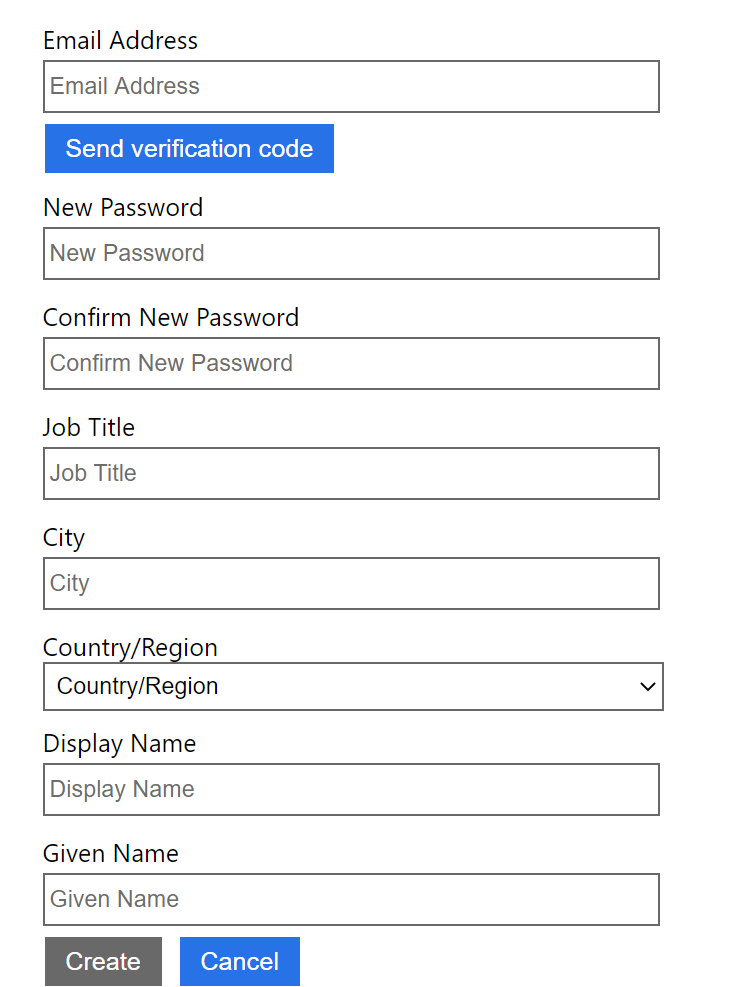 Email Address
Email Address
Send verification code
New Password
New Password
Confirm New Password
Confirm New Password
Job Title
Job Title
City
City
Country/Region
Country/Region
Display Name
Display Name
Given Name
Given Name
Create Cancel